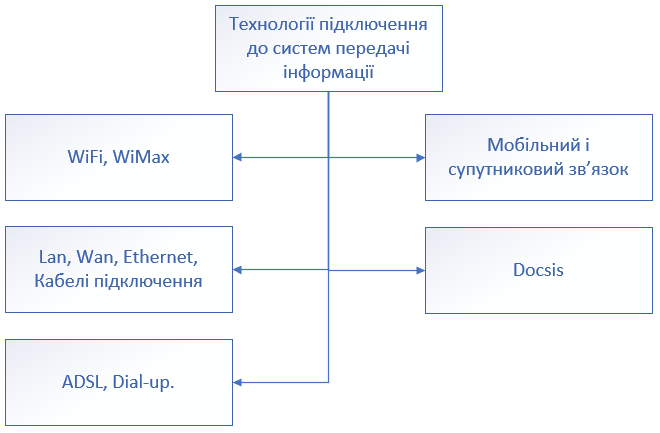 Технології підключення
до систем передачі
інформації
WiFi, WiMax
Мобільний і
супутниковий зв’язок
Lan, Wan, Ethernet,
Кабелі підключення
Docsis
ADSL, Dial-up.